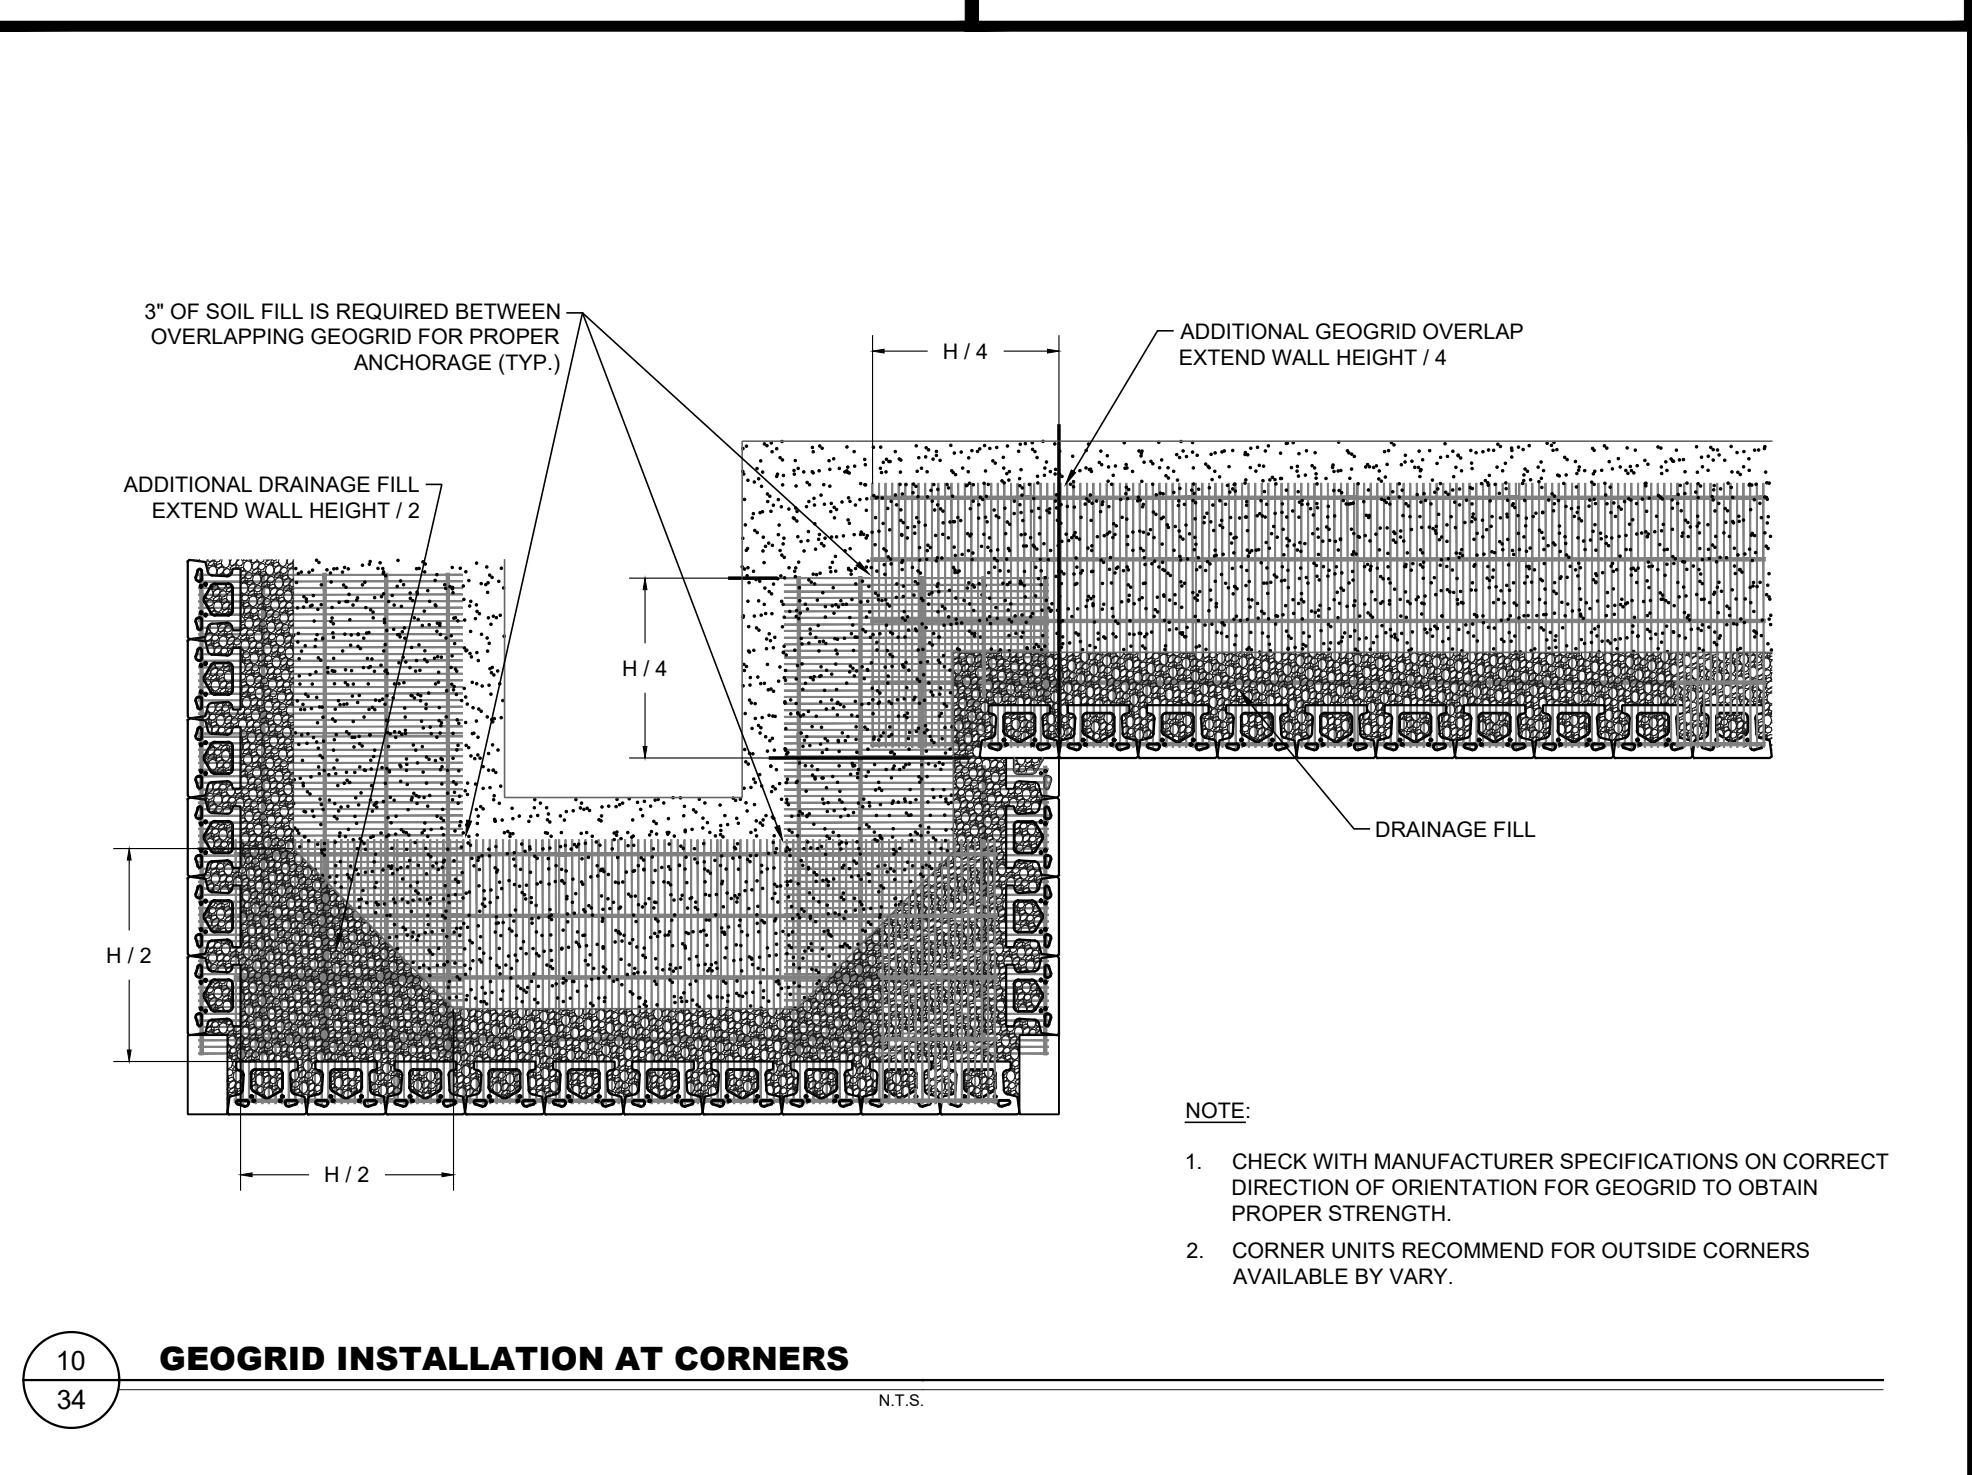 3" OF SOIL FILL IS REQUIRED BETWEEN
OVERLAPPING GEOGRID FOR PROPER
ANCHORAGE (TYP.)
H / 4
ADDITIONAL GEOGRID OVERLAP
EXTEND WALL HEIGHT / 4
ADDITIONAL DRAINAGE FILL
EXTEND WALL HEIGHT / 2
H / 4
DRAINAGE FILL
H / 2
H / 2
NOTE:
1. CHECK WITH MANUFACTURER SPECIFICATIONS ON CORRECT
DIRECTION OF ORIENTATION FOR GEOGRID TO OBTAIN
PROPER STRENGTH.
2. CORNER UNITS RECOMMEND FOR OUTSIDE CORNERS
AVAILABLE BY VARY.
10
34
GEOGRID INSTALLATION AT CORNERS
N.T.S.